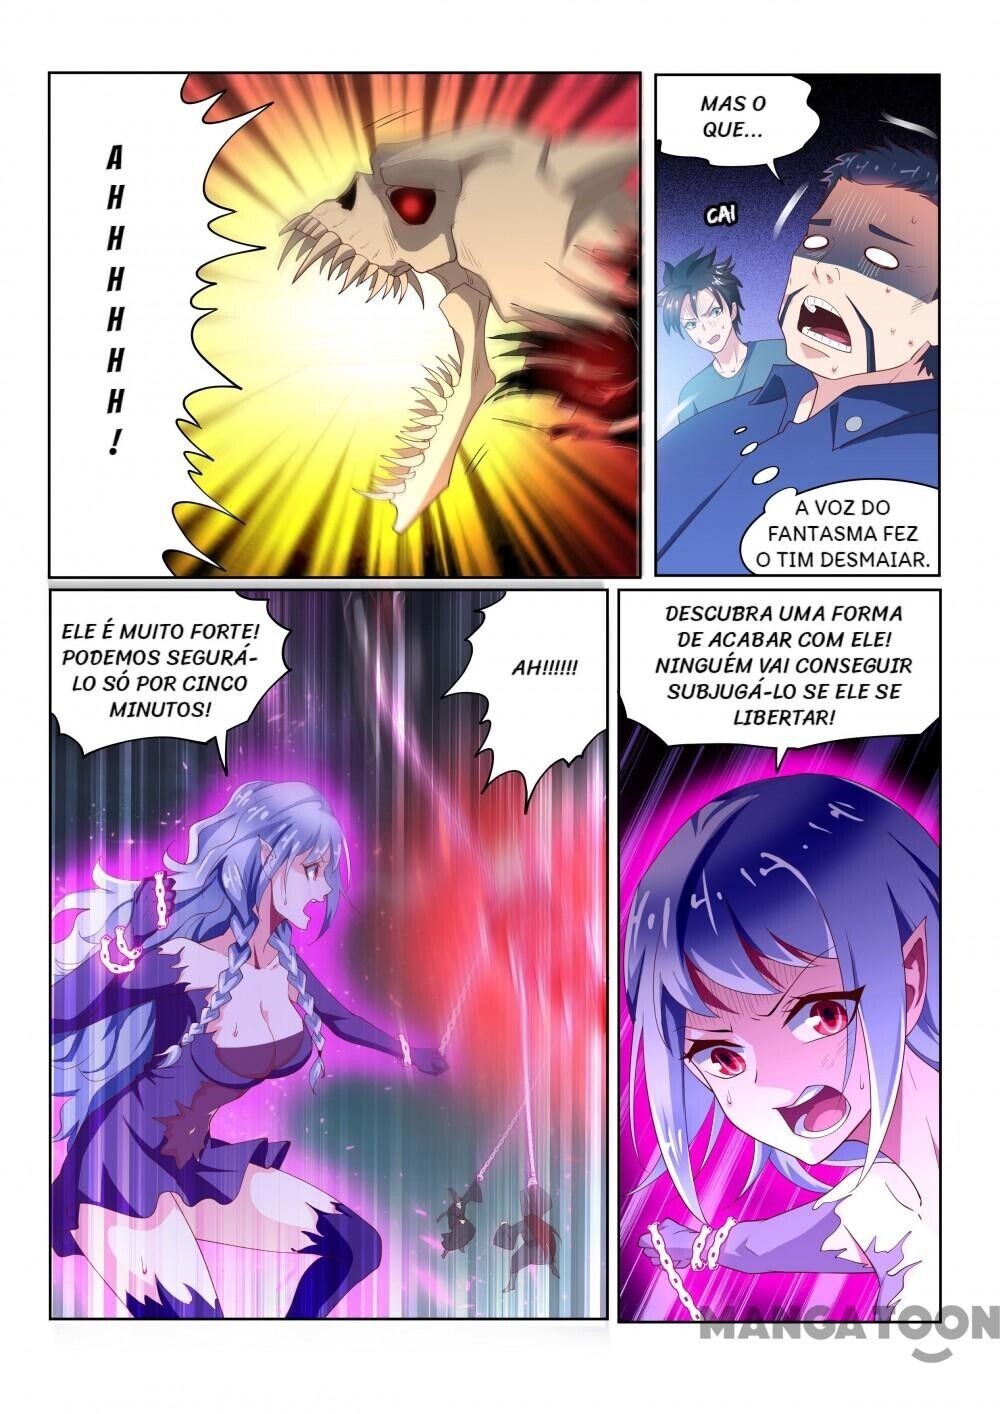 AHHHHHH!
MAS O
QUE...
CAI
A VOZ DO
FANTASMA FEZ
O TIM DESMAIAR.
ELE É MUITO FORTE!
PODEMOS SEGURÁ-
LO SÓ POR CINCO
MINUTOS!
AH!!!!!!
DESCUBRA UMA FORMA
DE ACABAR COM ELE!
NINGUÉM VAI CONSEGUIR
SUBJUGÁ-LO SE ELE SE
LIBERTAR!
MANGATOON